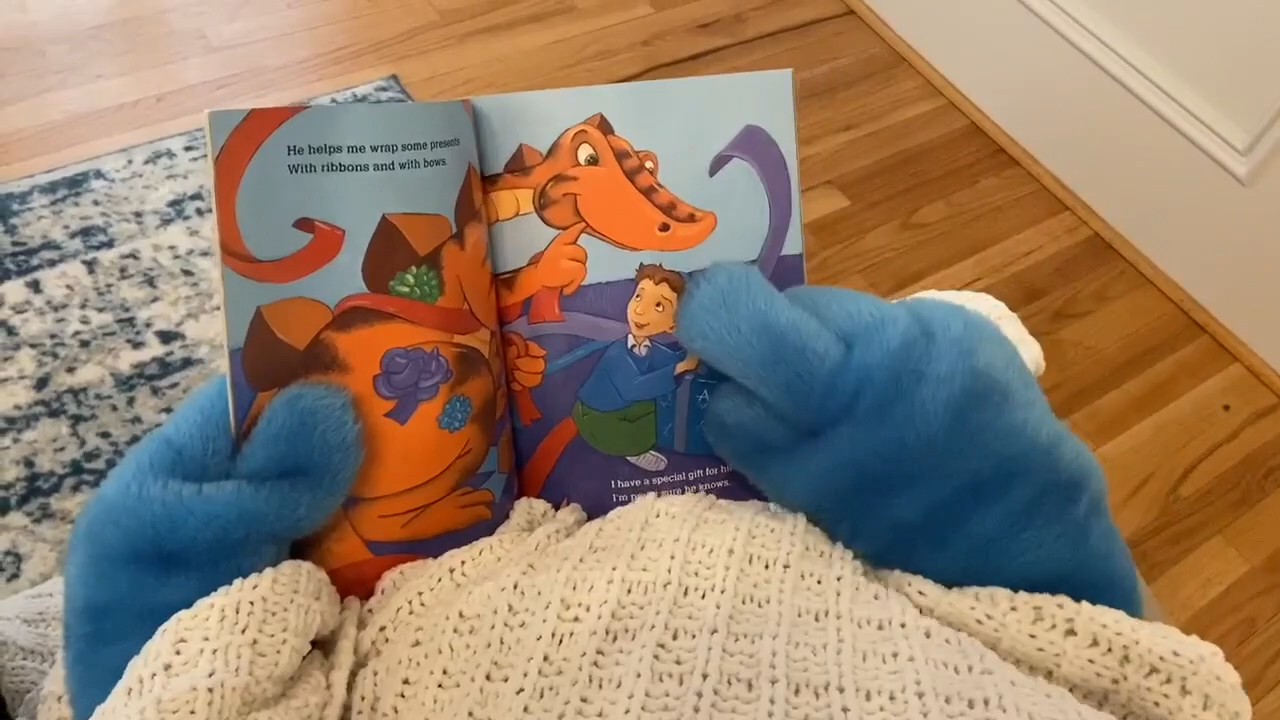 He helps me wrap some presents
With ribbons and with bows.
I have a special gift for
I'm sure he knows.
A